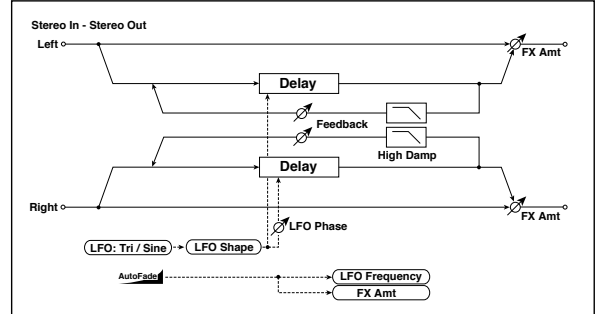 Stereo In - Stereo Out
Left
FX Amt
Delay
Feedback
High Damp
Delay
Right
FX Amt
LFO Phase
LFO: Tri / Sine
LFO Shape
AutoFade
LFO Frequency
FX Amt